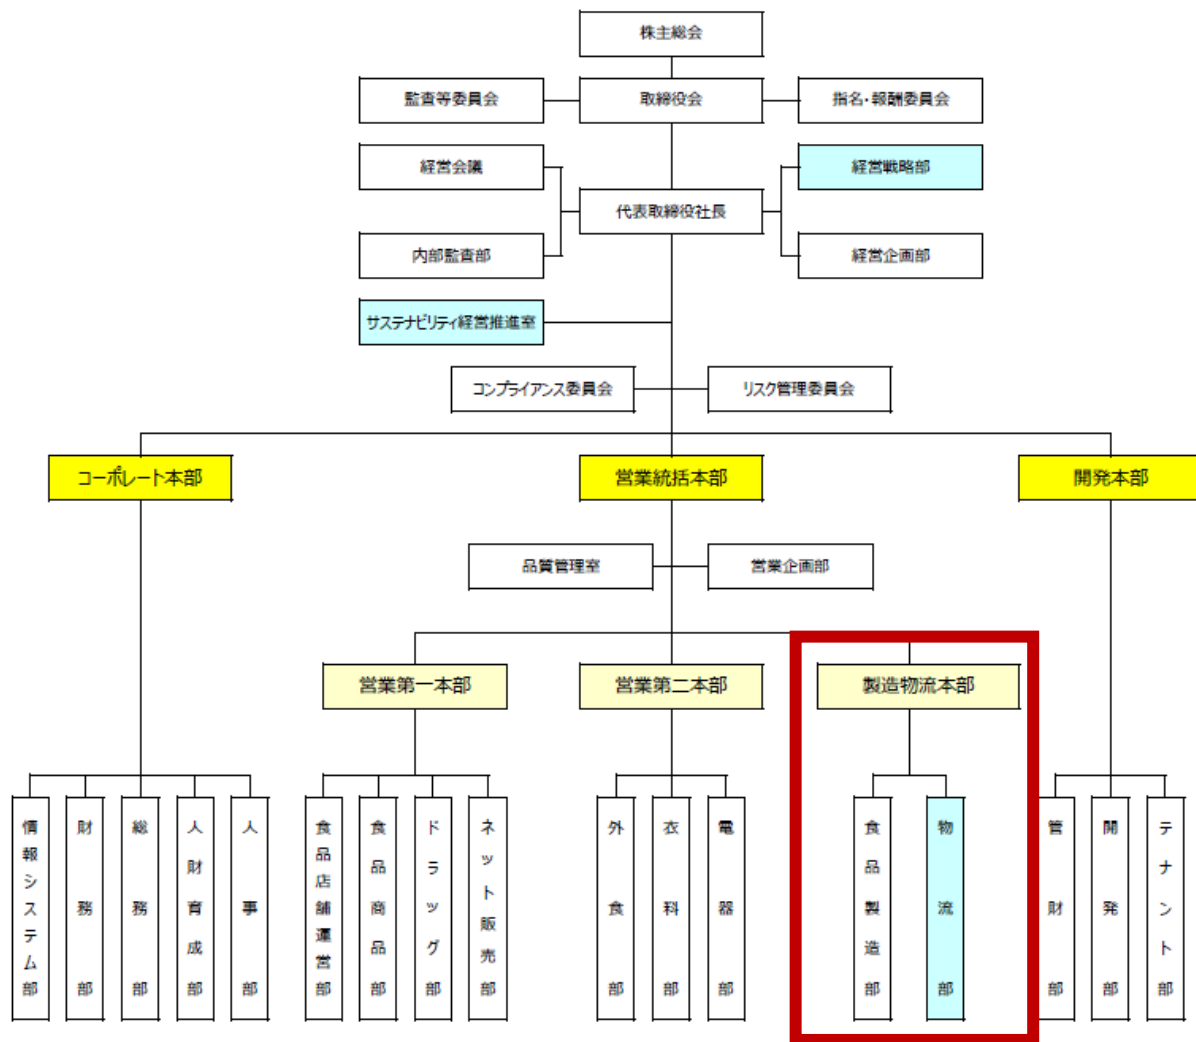 株主総会
監査等委員会
取締役会
指名・報酬委員会
経営会議
経営戦略部
代表取締役社長
内部監査部
経営企画部
サステナビリティ経営推進室
コンプライアンス委員会
リスク管理委員会
コーポレート本部
営業統括本部
開発本部
品質管理室
営業企画部
営業第一本部
営業第二本部
製造物流本部
情報システム部
財務部
総務部
人財育成部
人事部
食品店舗運営部
食品商品部
ドラッグ部
ネット販売部
外食部
衣料部
電器部
食品製造部
物流部
管財部
開発部
テナント部